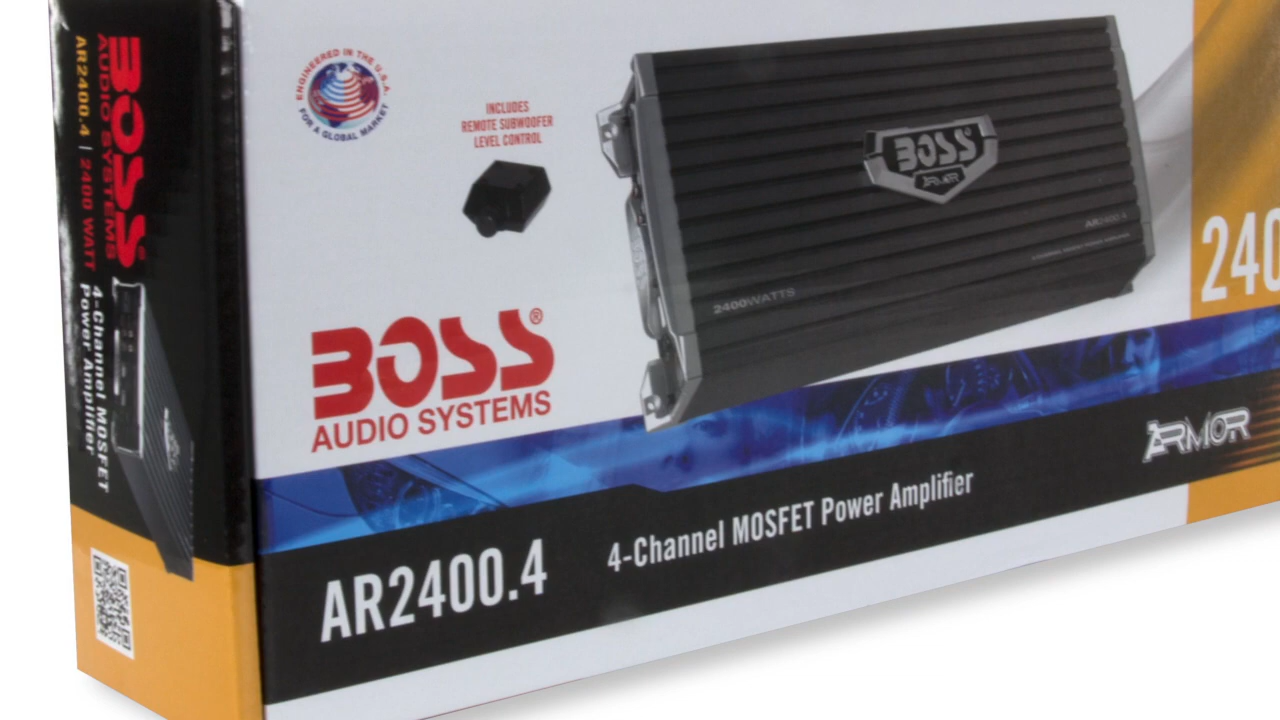 BOSS
AUDIO SYSTEMS
AR2400.4 | 2400 WATT
4-Channel MOSFET
Power Amplifier
ENGINEERED IN THE U.S.A.
FOR A GLOBAL MARKET
INCLUDES
REMOTE SUBWOOFER
LEVEL CONTROL
BOSS
ARMOR
AR2400.4
2400WATTS
240
BOSS®
AUDIO SYSTEMS
ARMOR
AR2400.4
4-Channel MOSFET Power Amplifier